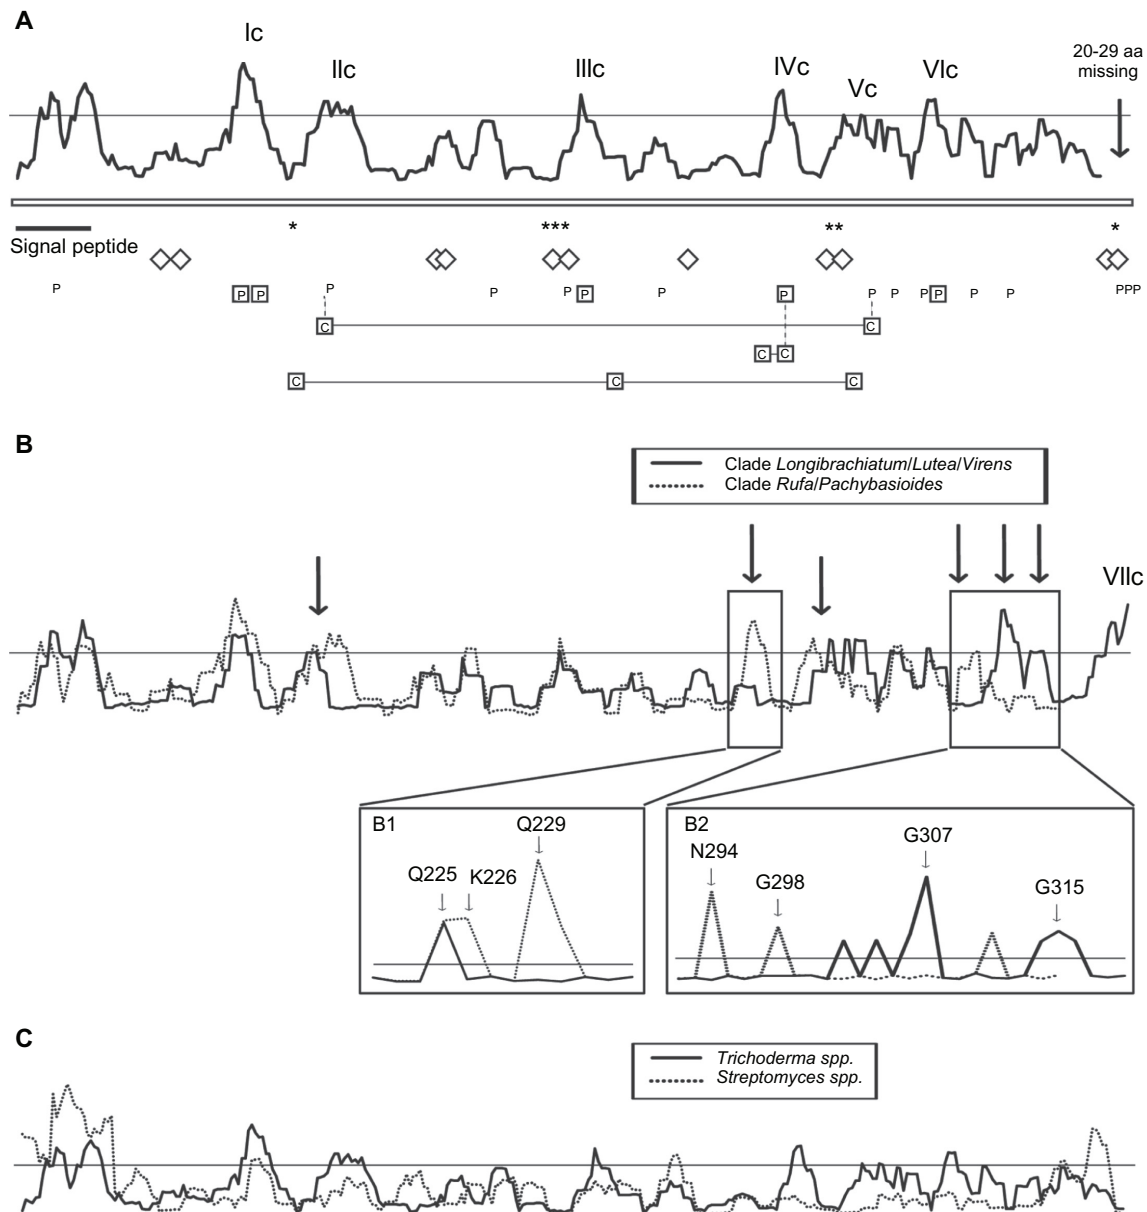 A
Ic
IIc
IIIc
IVc
Vc
VIc
20-29 aa
missing
* *** ** *
Signal peptide
P P P P P P P P P P P P P P P PPP
C C
C C
C C C
B
Clade Longibrachiatum/Lutea/Virens
Clade Rufa/Pachybasioides
VIIc
B1
Q225
K226
Q229
B2
N294
G298
G307
G315
C
Trichoderma spp.
Streptomyces spp.